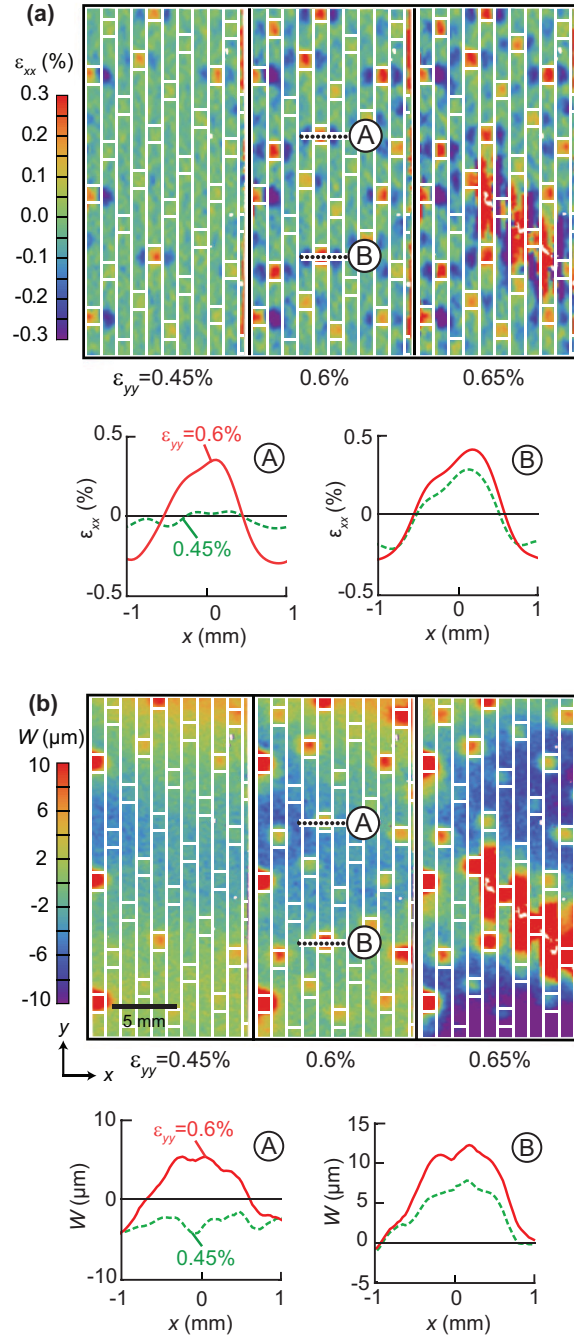 (a)
εxx (%)
0.3
0.2
0.1
0.0
-0.1
-0.2
-0.3
A
B
εyy=0.45%
0.6%
0.65%
0.5
0
-0.5
εxx (%)
εyy=0.6%
0.45%
A
-1
0
1
x (mm)
0.5
0
-0.5
εxx (%)
B
-1
0
1
x (mm)
(b)
W (μm)
10
6
2
-2
-6
-10
A
B
5 mm
y
x
εyy=0.45%
0.6%
0.65%
10
0
-10
W (μm)
εyy=0.6%
0.45%
A
-1
0
1
x (mm)
15
10
5
0
-5
W (μm)
B
-1
0
1
x (mm)